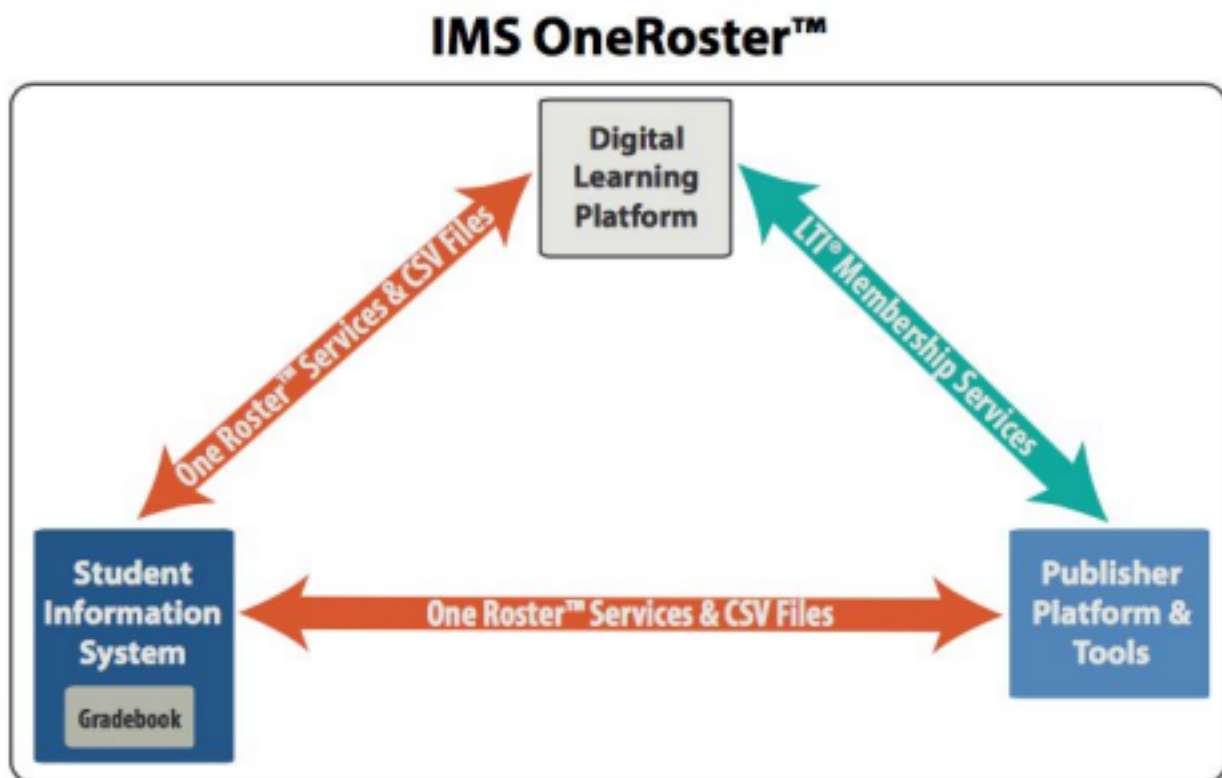 IMS OneRoster™
Digital
Learning
Platform
One Roster™ Services & CSV Files
LTI® Membership Services
Student
Information
System
Gradebook
One Roster™ Services & CSV Files
Publisher
Platform &
Tools